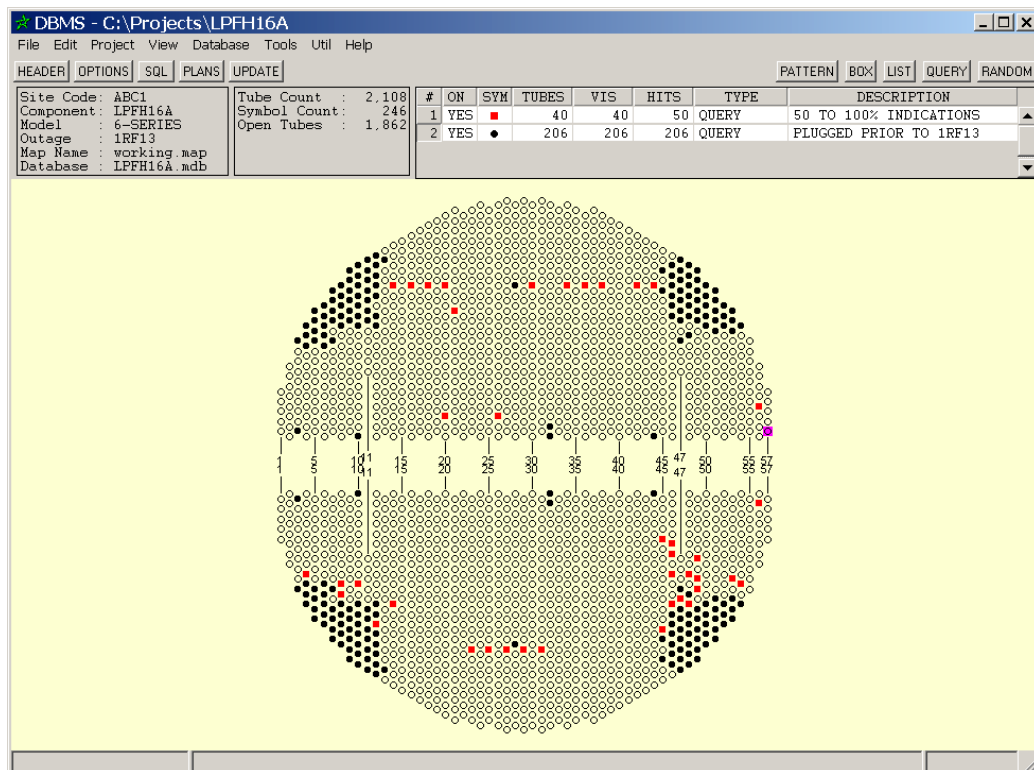 DBMS - C:\Projects\LPFH16A
File Edit Project View Database Tools Util Help
HEADER OPTIONS SQL PLANS UPDATE PATTERN BOX LIST QUERY RANDOM
Site Code: ABC1
Component: LPFH16A
Model : 6-SERIES
Outage : 1RF13
Map Name : working.map
Database : LPFH16A.mdb
Tube Count : 2,108
Symbol Count: 246
Open Tubes : 1,862
# ON SYM TUBES VIS HITS TYPE DESCRIPTION
1 YES 40 40 50 QUERY 50 TO 100% INDICATIONS
2 YES 206 206 206 QUERY PLUGGED PRIOR TO 1RF13
1 5 10 11 15 20 25 30 35 40 45 47 50 55 57
1 5 10 11 15 20 25 30 35 40 45 47 50 55 57